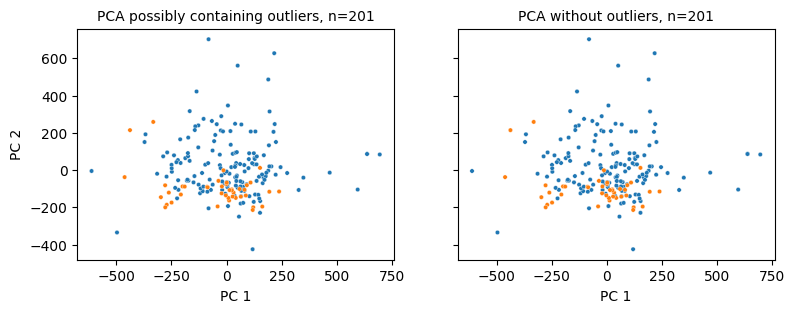 PCA possibly containing outliers, n=201
PCA without outliers, n=201
PC 2
600
400
200
0
−200
−400
−500 −250 0 250 500 750
−500 −250 0 250 500 750
PC 1
PC 1